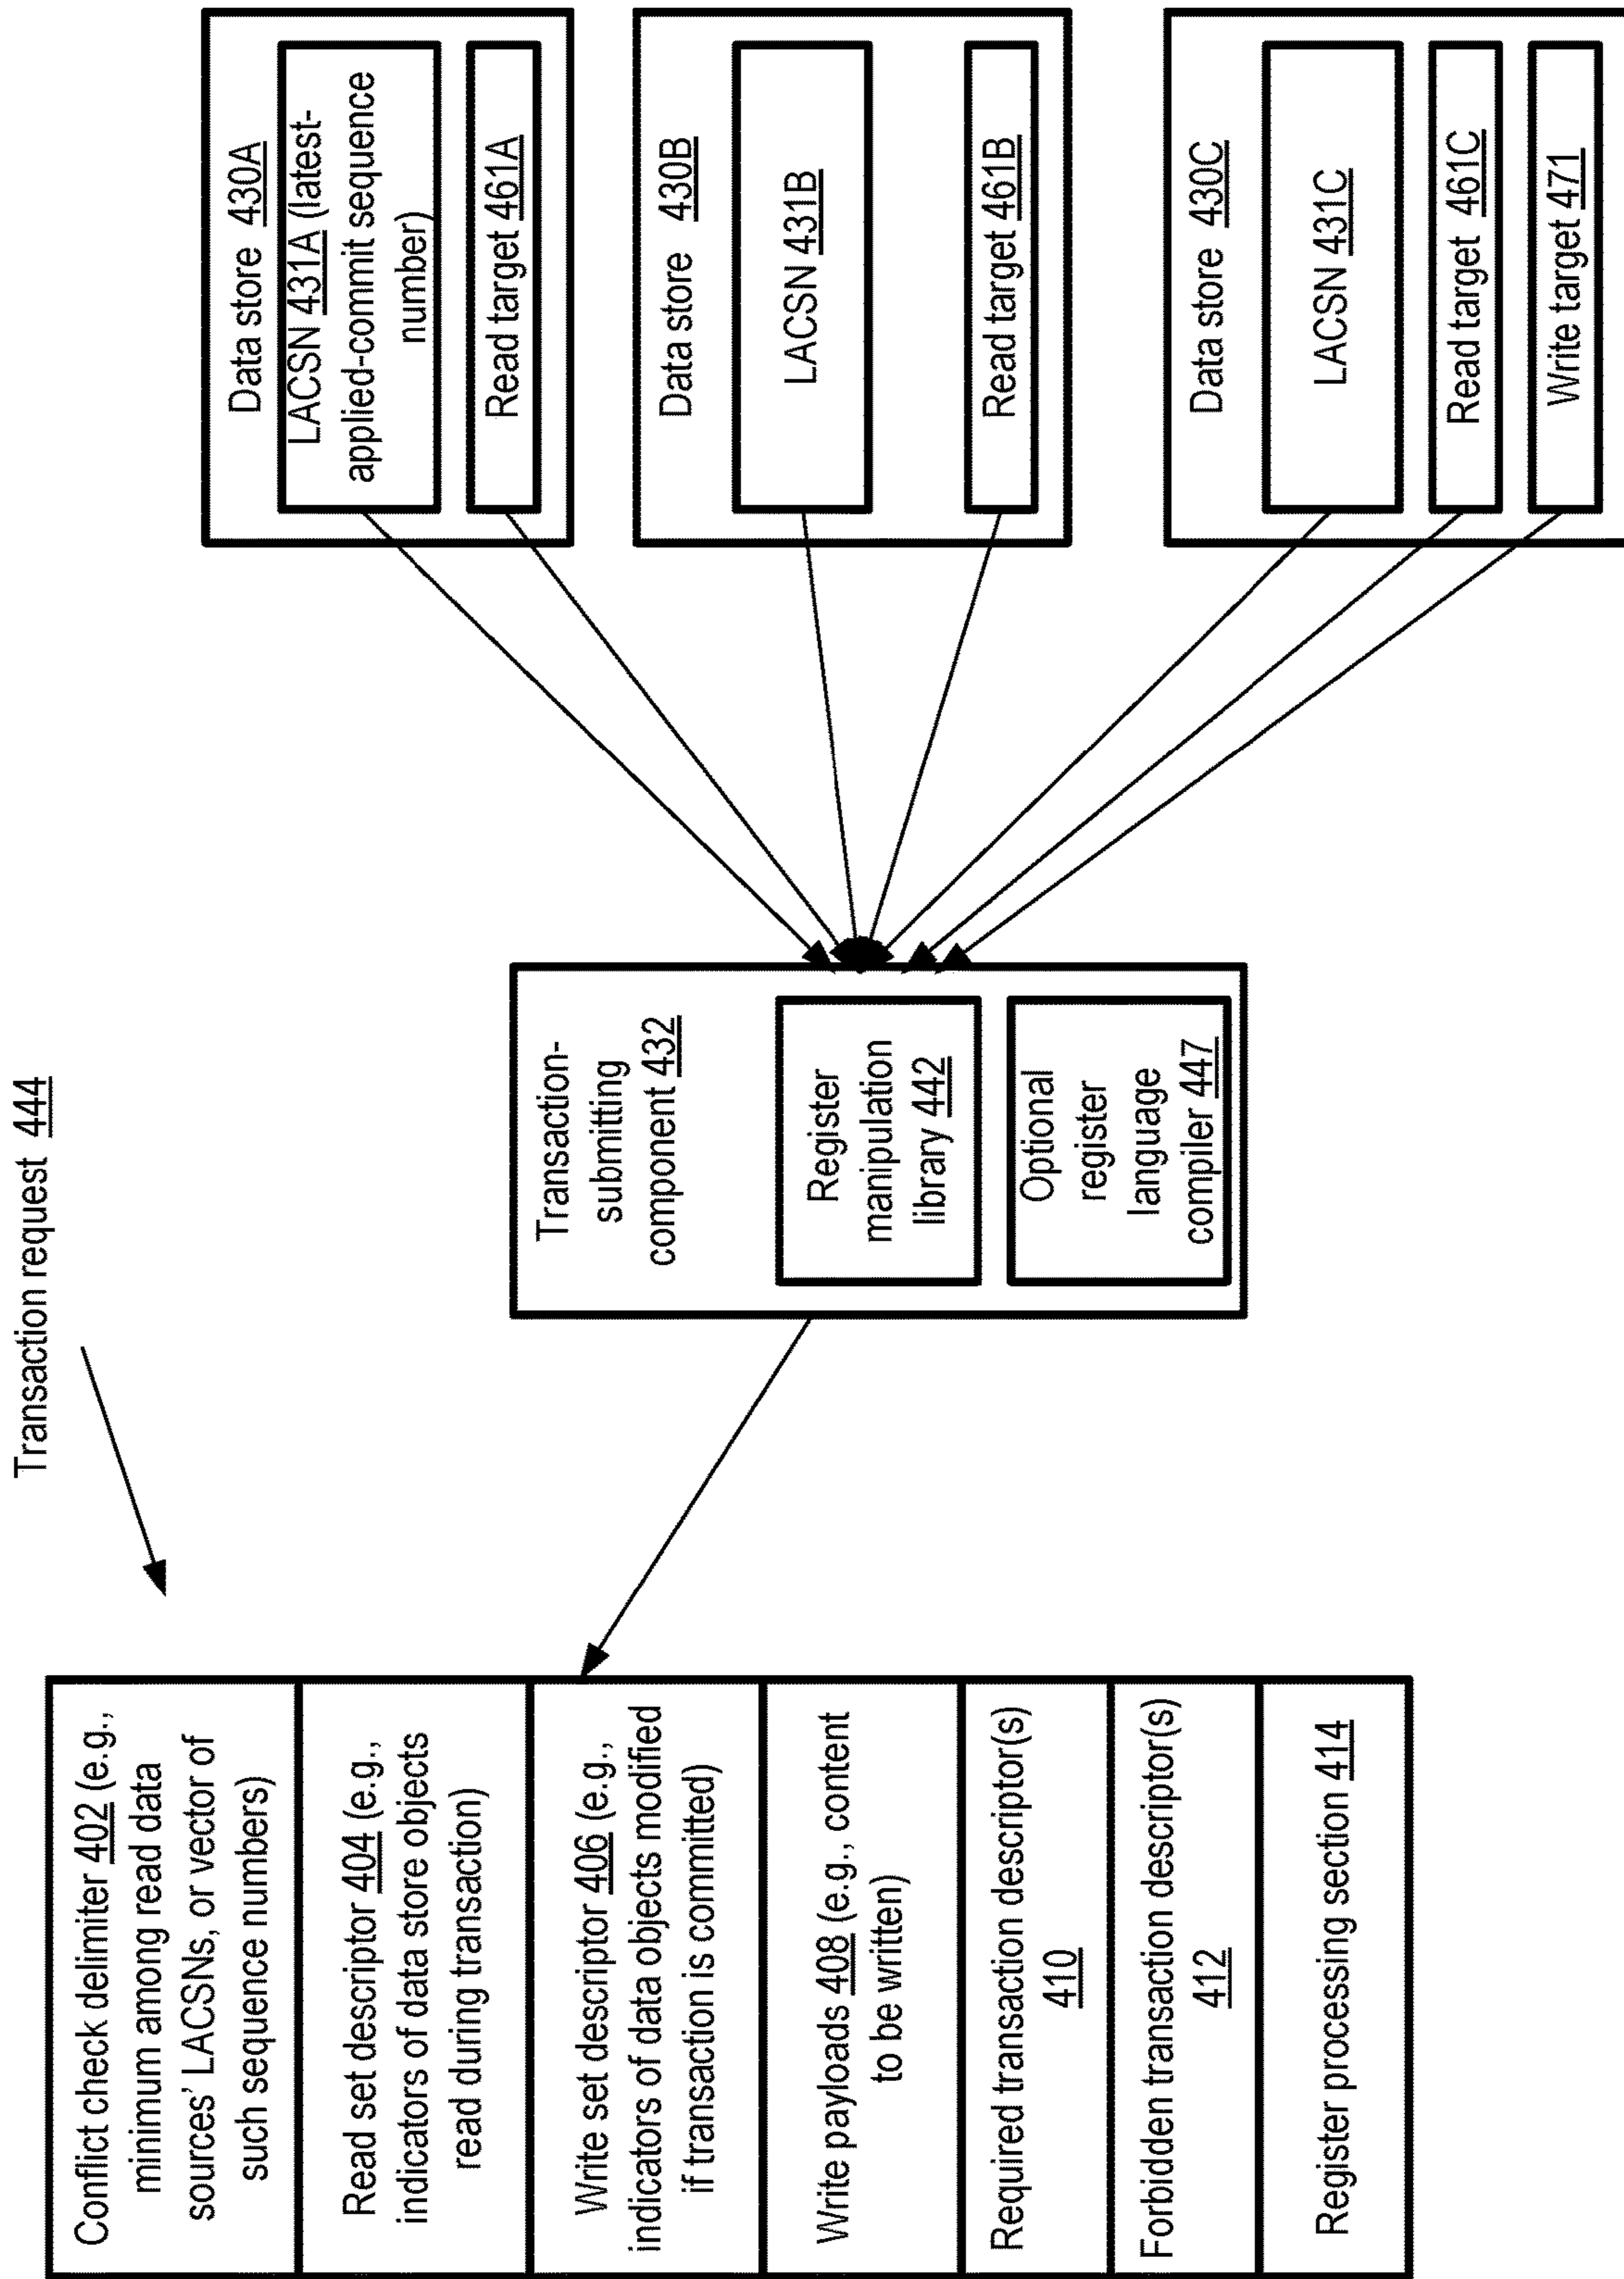 Transaction request 444
Conflict check delimiter 402 (e.g.,
minimum among read data
sources’ LACSNs, or vector of
such sequence numbers)
Read set descriptor 404 (e.g.,
indicators of data store objects
read during transaction)
Write set descriptor 406 (e.g.,
indicators of data objects modified
if transaction is committed)
Write payloads 408 (e.g., content
to be written)
Required transaction descriptor(s)
410
Forbidden transaction descriptor(s)
412
Register processing section 414
Transaction-
submitting
component 432
Register
manipulation
library 442
Optional
register
language
compiler 447
Data store 430A
LACSN 431A (latest-
applied-commit sequence
number)
Read target 461A
Data store 430B
LACSN 431B
Read target 461B
Data store 430C
LACSN 431C
Read target 461C
Write target 471